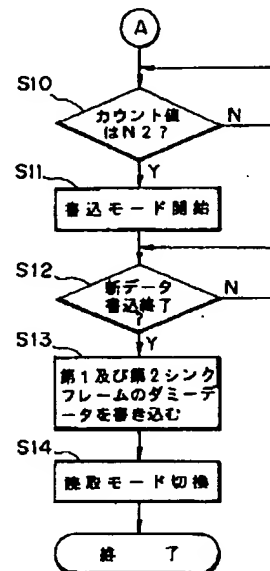 A
S10
カウント値
はN2?
N
Y
S11
書込モード開始
S12
新データ
書込終了
?
N
Y
S13
第1及び第2シンク
フレームのダミーデ
ータを書き込む
S14
読取モード切換
終 了